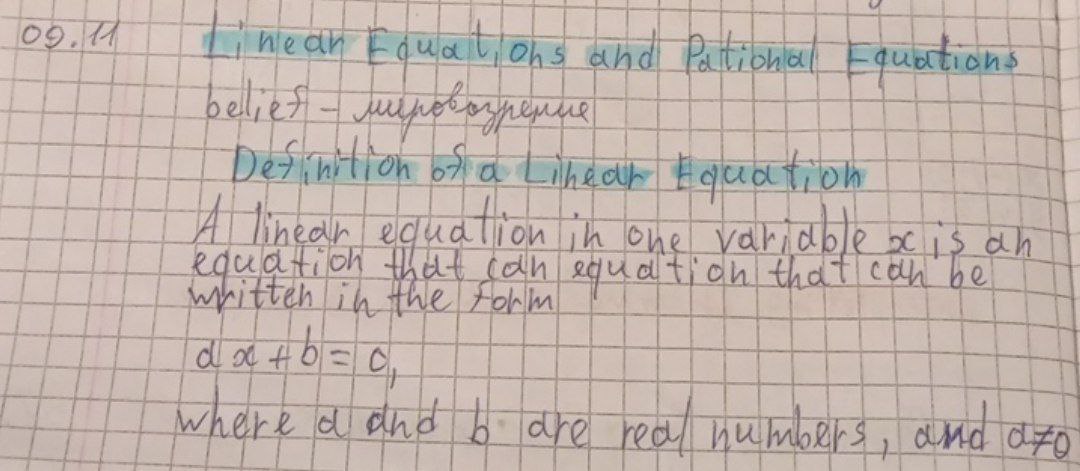 09.11 Linear Equations and Rational Equations
belief - мировозрение
Definition of a Linear Equation
A linear equation in one variable x is an
equation that can equation that can be
written in the form
ax + b = 0,
where a and b are real numbers, and a≠0